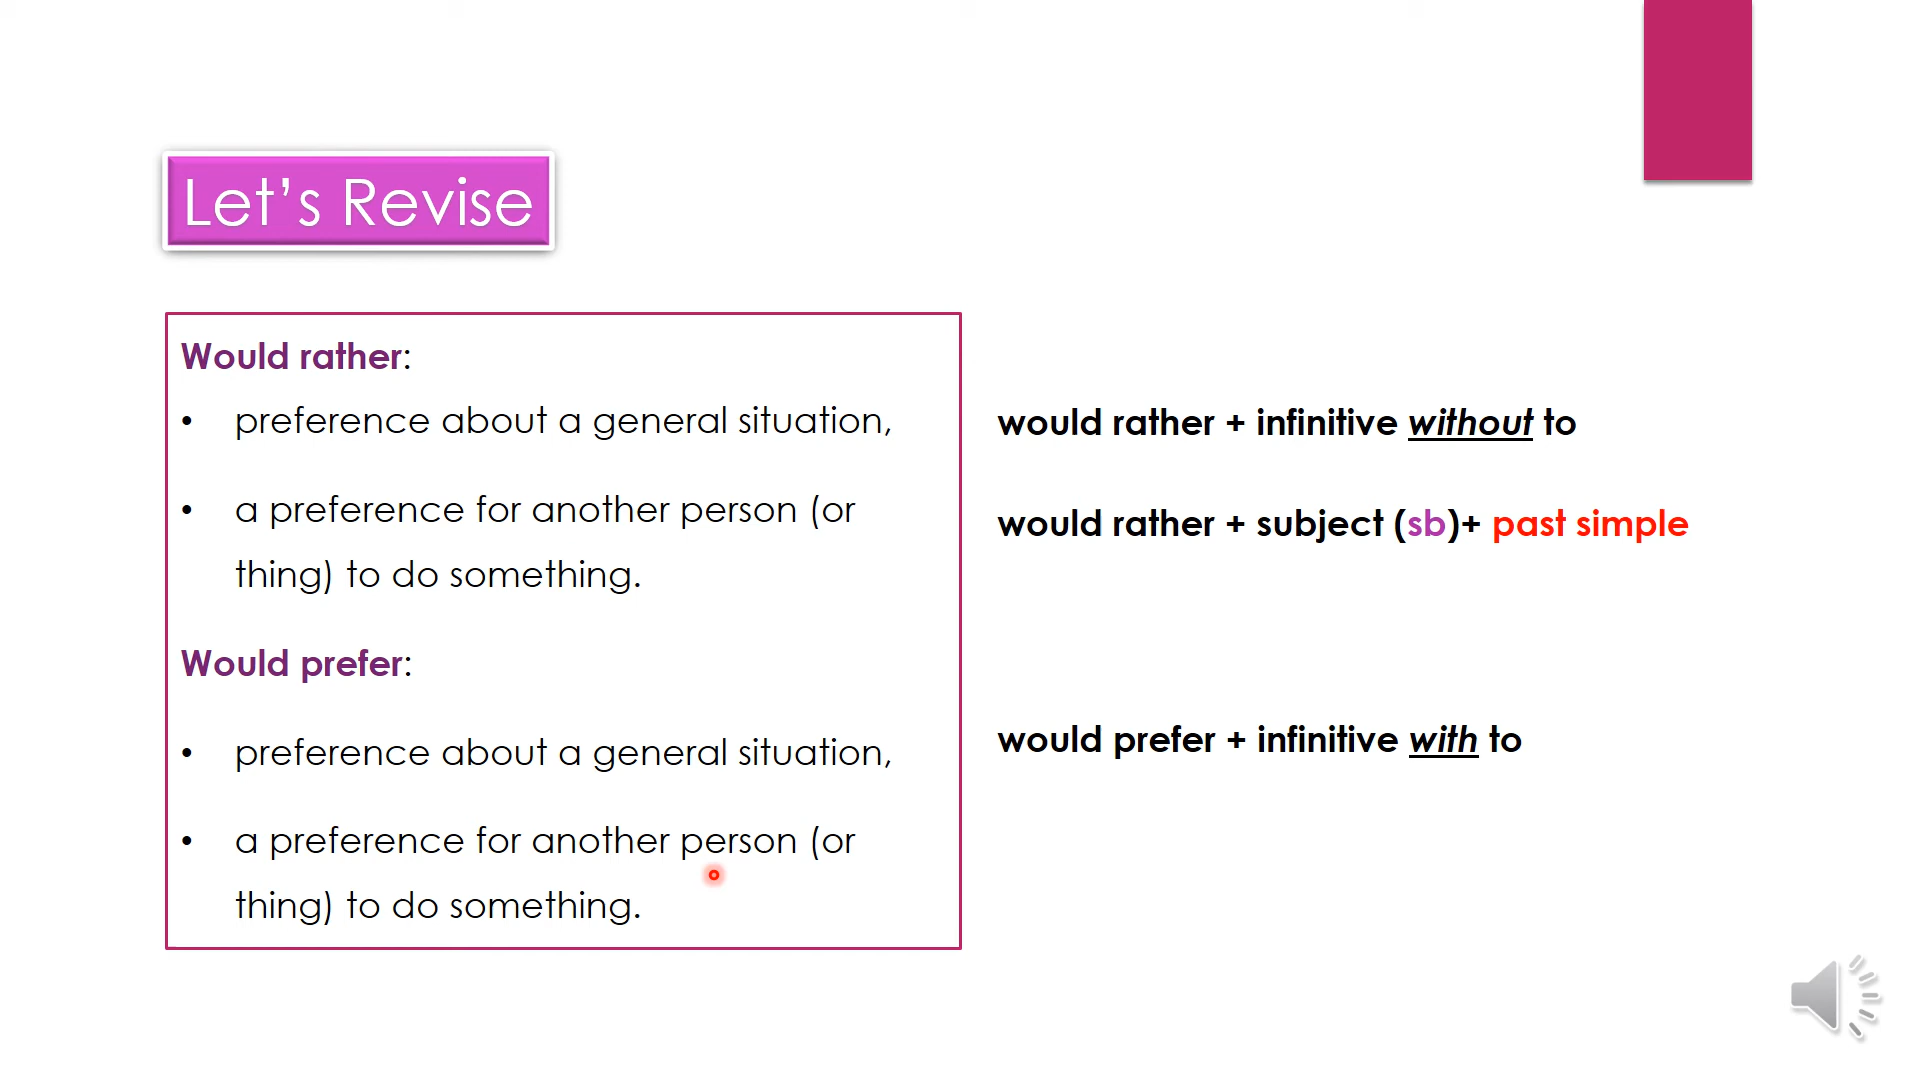 Let’s Revise
Would rather:
• preference about a general situation,
would rather + infinitive without to
• a preference for another person (or
thing) to do something.
would rather + subject (sb)+ past simple
Would prefer:
• preference about a general situation,
would prefer + infinitive with to
• a preference for another person (or
thing) to do something.